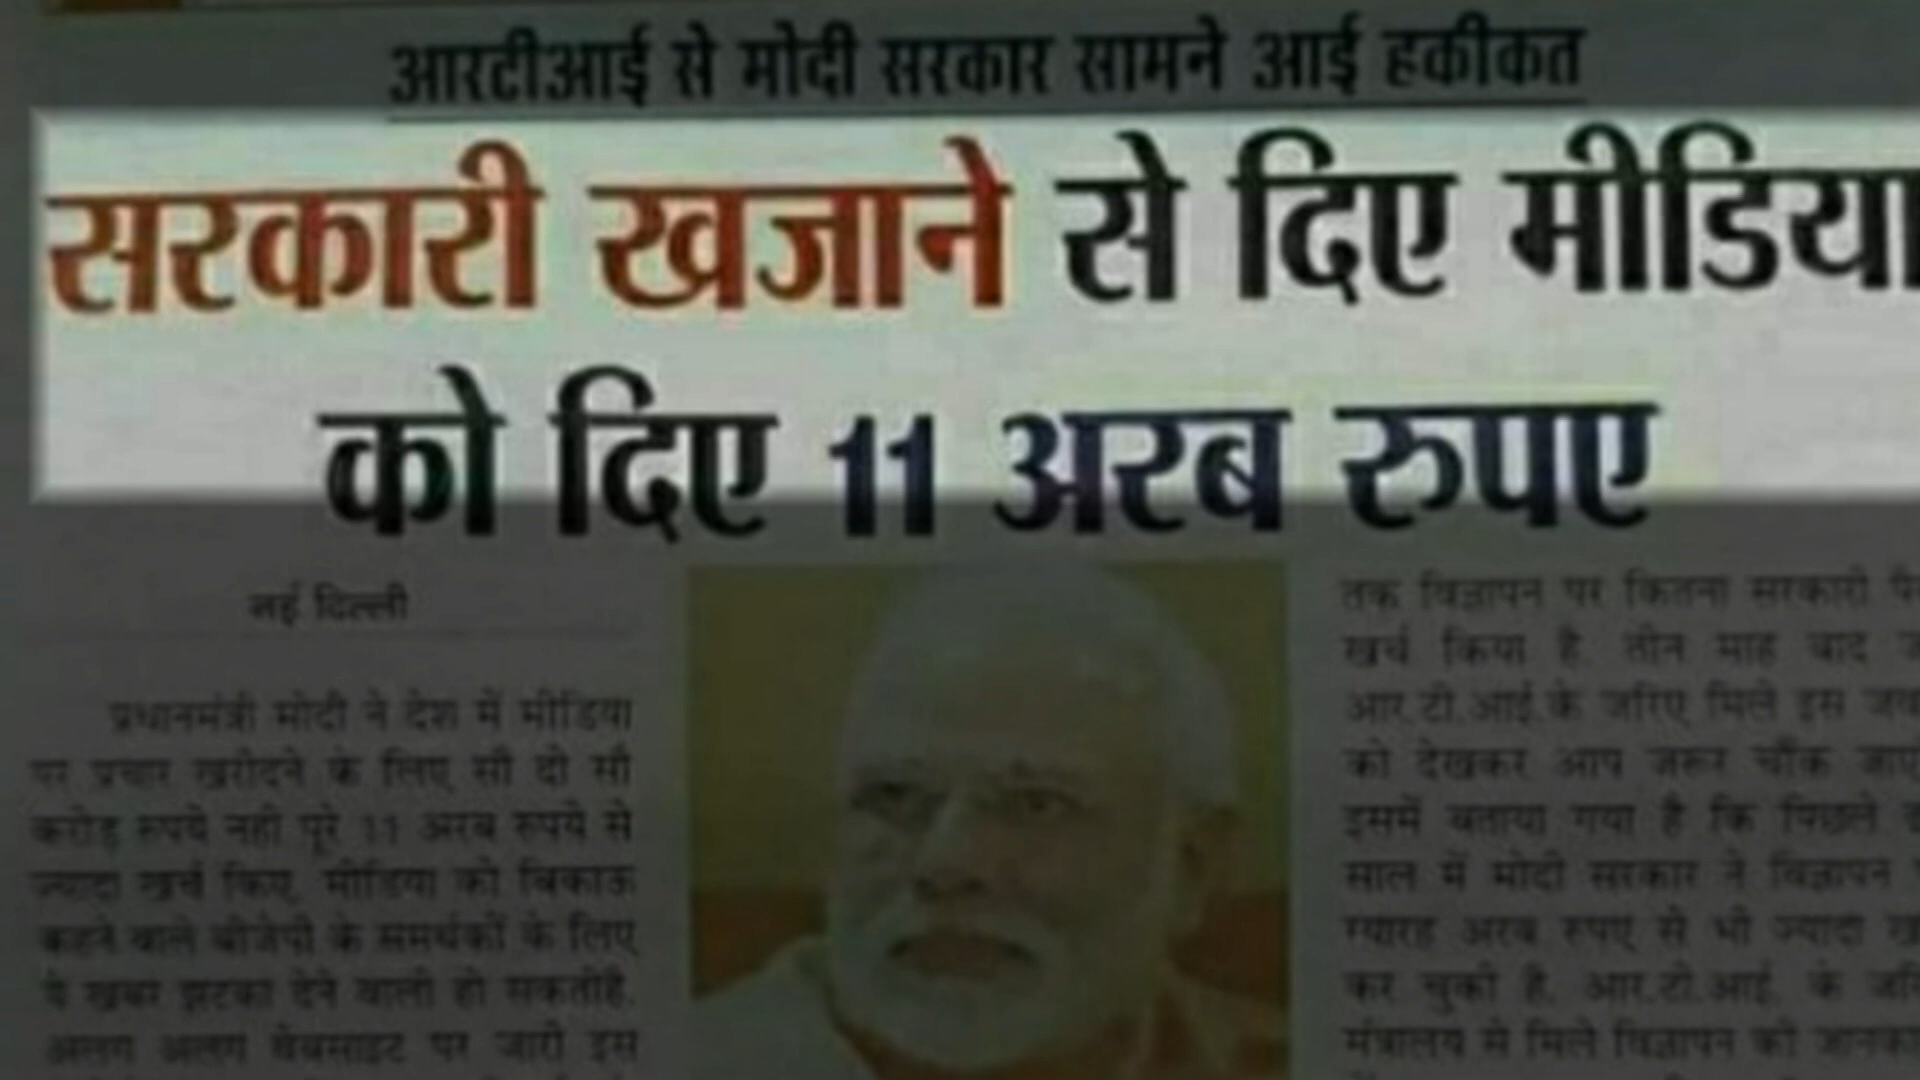 आरटीआई से मोदी सरकार सामने आई हकीकत
सरकारी खजाने से दिए मीडिया
को दिए 11 अरब रुपए
नई दिल्ली
प्रधानमंत्री मोदी ने देश में मीडिया
पर प्रचार खरीदने के लिए सौ दो सौ
करोड़ रुपये नही पूरे 11 अरब रुपये से
ज्यादा खर्च किए. मीडिया को बिकाऊ
कहने वाले बीजेपी के समर्थकों के लिए
ये खबर झटका देने वाली हो सकतीहै.
अलग अलग वेबसाइट पर जारी इस
तक विज्ञापन पर कितना सरकारी
खर्च किया है. तीन माह बाद
आर.टी.आई.के जरिए मिले इस
को देखकर आप जरूर चौंक
इसमें बताया गया है कि पिछले
साल में मोदी सरकार ने विज्ञापन
ग्यारह अरब रुपए से भी ज्यादा
कर चुकी है. आर.टी.आई. के
मंत्रालय से मिले विज्ञापन की